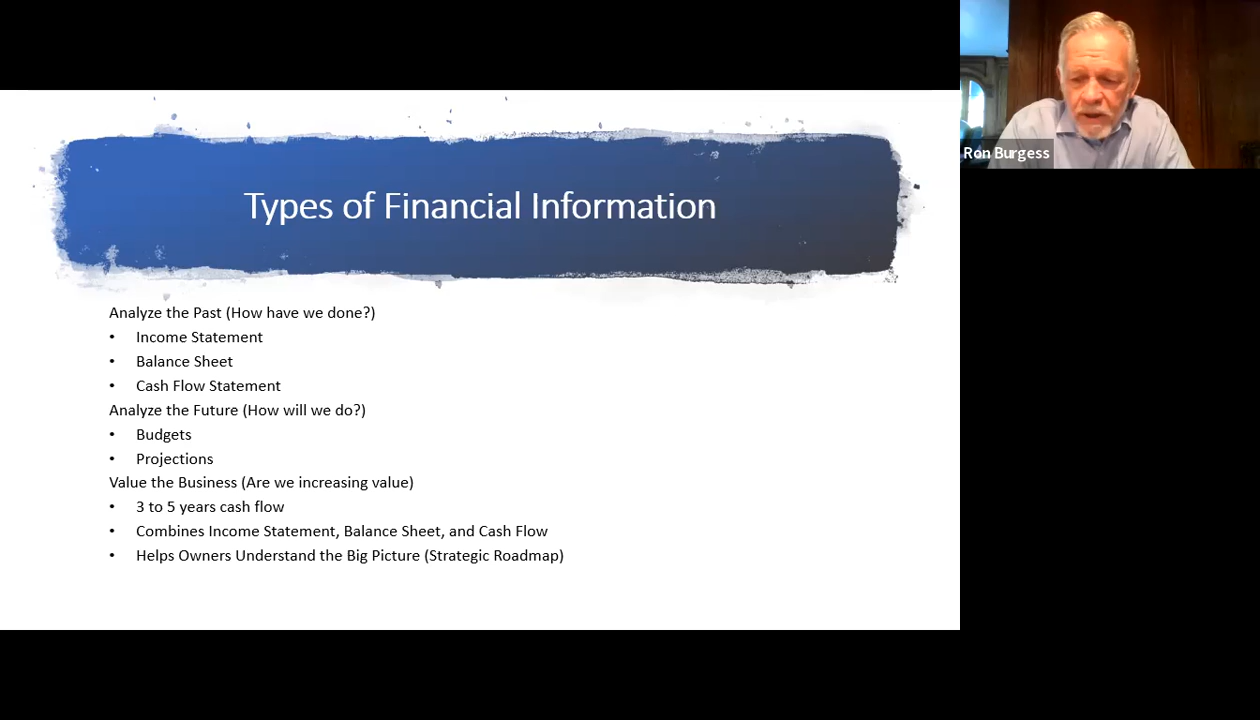 Types of Financial Information
Ron Burgess
Analyze the Past (How have we done?)
• Income Statement
• Balance Sheet
• Cash Flow Statement
Analyze the Future (How will we do?)
• Budgets
• Projections
Value the Business (Are we increasing value)
• 3 to 5 years cash flow
• Combines Income Statement, Balance Sheet, and Cash Flow
• Helps Owners Understand the Big Picture (Strategic Roadmap)